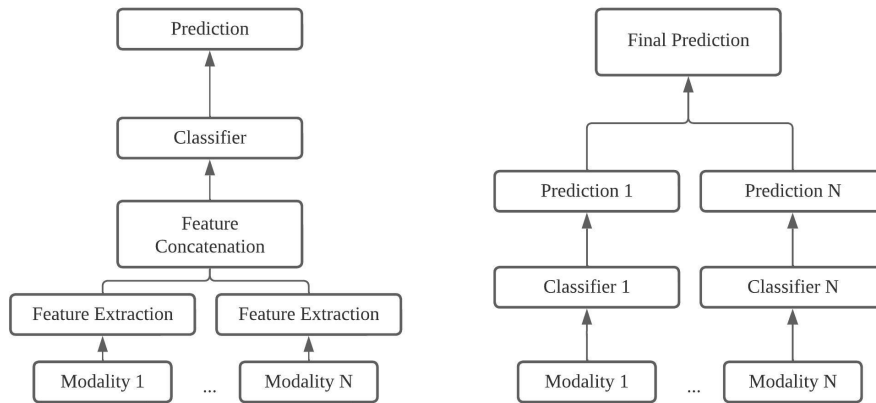 Prediction
Classifier
Feature
Concatenation
Feature Extraction
Feature Extraction
Modality 1
...
Modality N
Final Prediction
Prediction 1
Prediction N
Classifier 1
Classifier N
Modality 1
...
Modality N